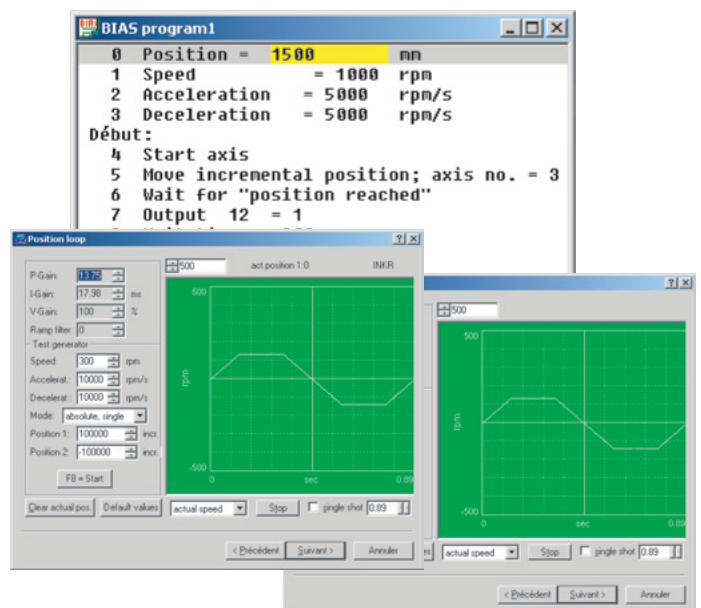 BIAS program1
0 Position = 1500 mm
1 Speed = 1000 rpm
2 Acceleration = 5000 rpm/s
3 Deceleration = 5000 rpm/s
Début:
4 Start axis
5 Move incremental position; axis no. = 3
6 Wait for "position reached"
7 Output 12 = 1
Position loop
P-Gain: 13.75
I-Gain: 17.98 ms
V-Gain: 100 %
Ramp filter 0
Test generator
Speed: 300 rpm
Accelerat.: 10000 rpm/s
Decelerat.: 10000 rpm/s
Mode: absolute, single
Position 1: 100000 incr.
Position 2: -100000 incr.
F8 = Start
Clear actual pos. Default values
500 act position 1:0 INKR
500
rpm
-500
0 sec 0.89
actual speed Stop single shot 0.89
< Précédent Suivant > Annuler
500
500
rpm
-500
0 sec 0.89
actual speed Stop single shot 0.89
< Précédent Suivant > Annuler